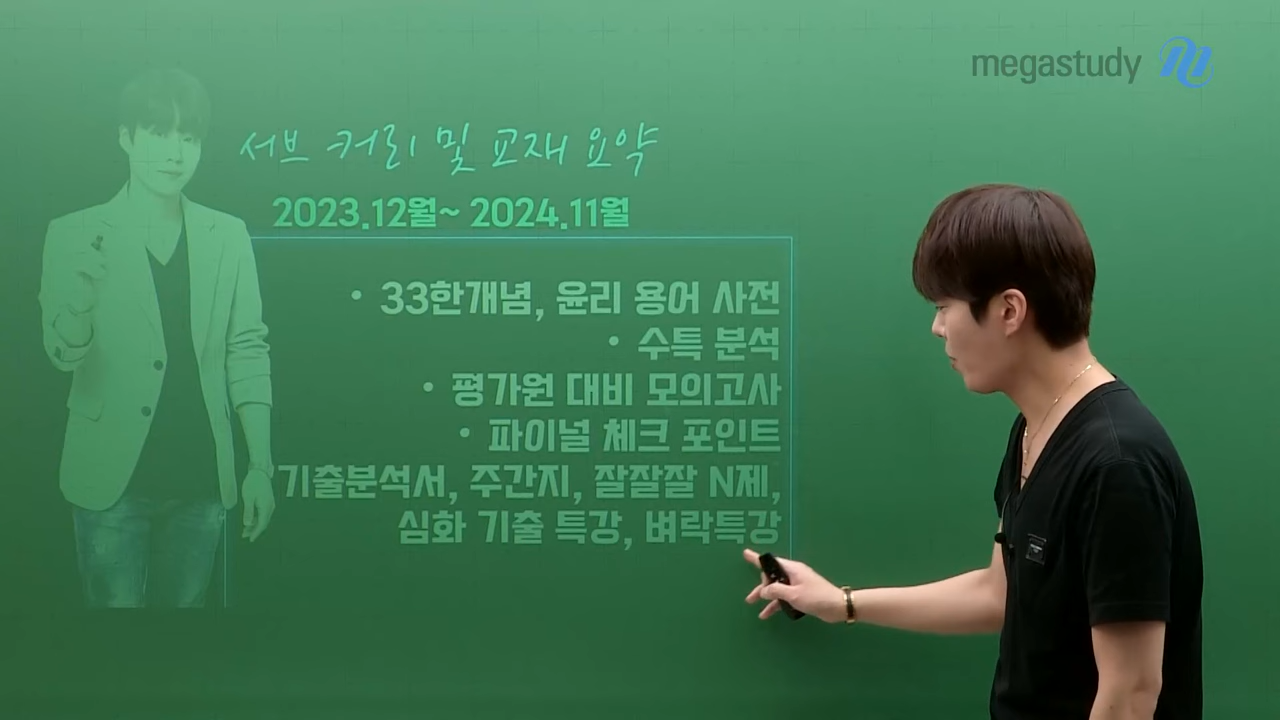 megastudy
서브 커리 및 교재 요약
2023.12월~ 2024.11월
• 33한개념, 윤리 용어 사전
• 수특 분석
• 평가원 대비 모의고사
• 파이널 체크 포인트
기출분석서, 주간지, 잘잘잘 N제,
심화 기출 특강, 벼락특강